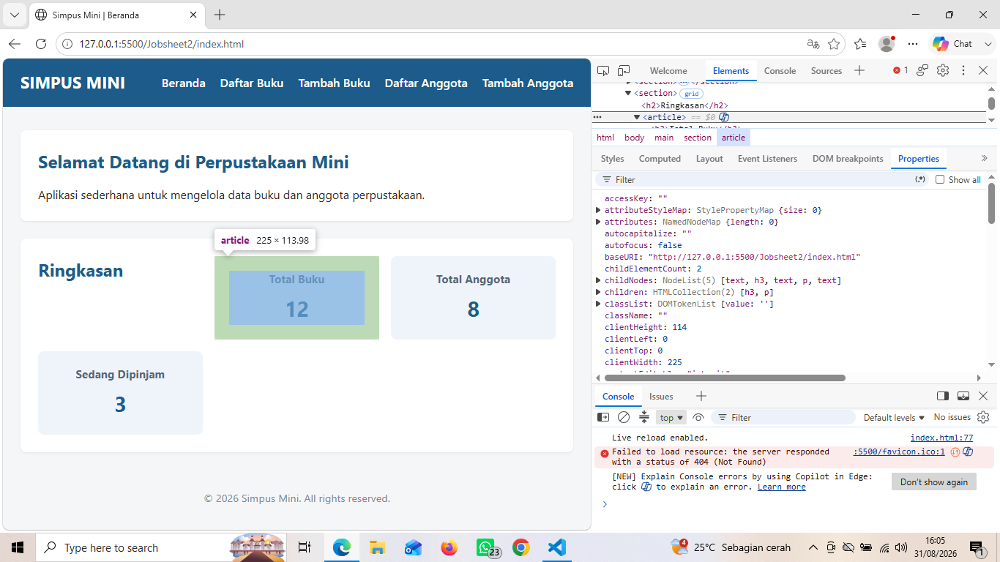 Simpus Mini | Beranda
127.0.0.1:5500/Jobsheet2/index.html
Chat
SIMPUS MINI
Beranda
Daftar Buku
Tambah Buku
Daftar Anggota
Tambah Anggota
Selamat Datang di Perpustakaan Mini
Aplikasi sederhana untuk mengelola data buku dan anggota perpustakaan.
article 225 × 113.98
Ringkasan
Total Buku
12
Total Anggota
8
Sedang Dipinjam
3
© 2026 Simpus Mini. All rights reserved.
Welcome
Elements
Console
Sources
1
<section> grid
<h2>Ringkasan</h2>
<article> == $0
<h3>Total Buku</h3>
html body main section article
Styles Computed Layout Event Listeners DOM breakpoints Properties
Filter
(.*)
Show all
accessKey: ""
attributeStyleMap: StylePropertyMap {size: 0}
attributes: NamedNodeMap {length: 0}
autocapitalize: ""
autofocus: false
baseURI: "http://127.0.0.1:5500/Jobsheet2/index.html"
childElementCount: 2
childNodes: NodeList(5) [text, h3, text, p, text]
children: HTMLCollection(2) [h3, p]
classList: DOMTokenList [value: '']
className: ""
clientHeight: 114
clientLeft: 0
clientTop: 0
clientWidth: 225
Console Issues
top
Filter
Default levels
No issues
Live reload enabled. index.html:77
Failed to load resource: the server responded :5500/favicon.ico:1
with a status of 404 (Not Found)
[NEW] Explain Console errors by using Copilot in Edge:
click to explain an error. Learn more
Don't show again
Type here to search
23
4
25°C Sebagian cerah
16:05
31/08/2026
1